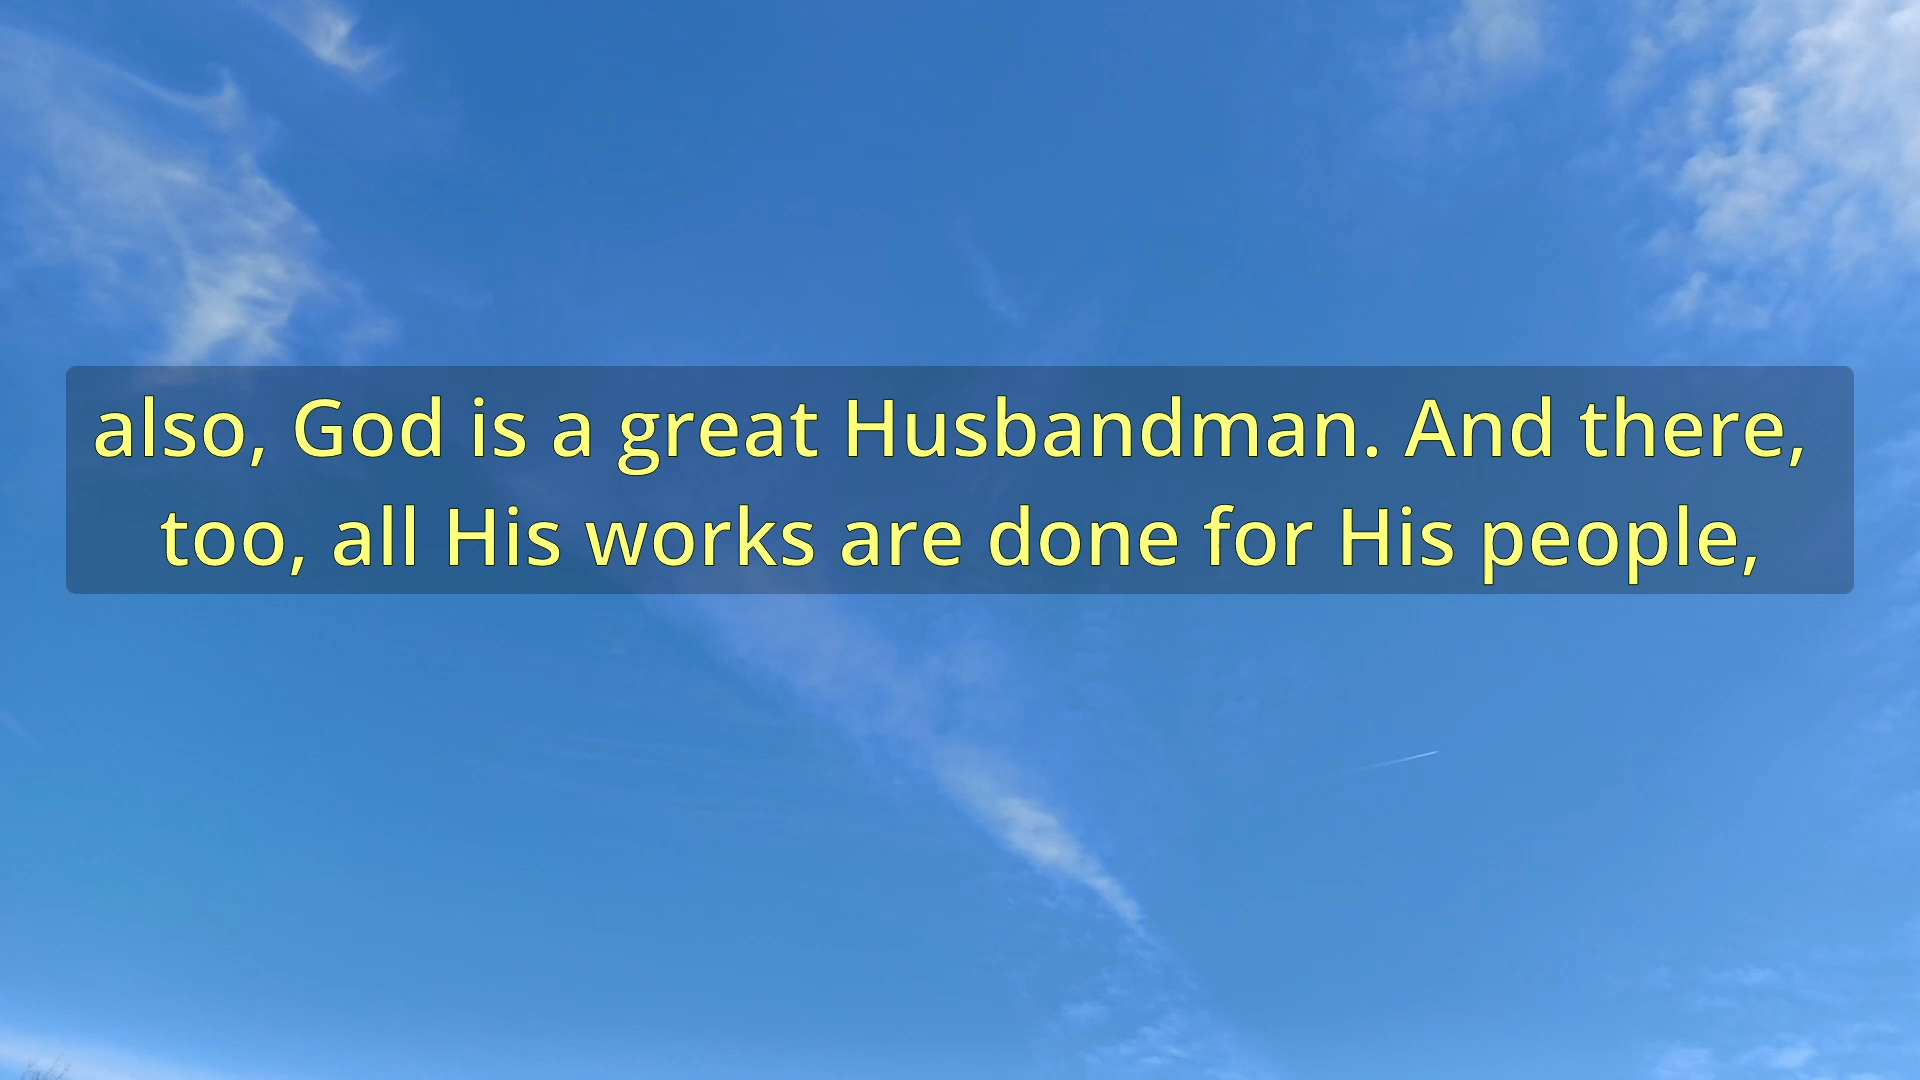 also, God is a great Husbandman. And there,
too, all His works are done for His people,